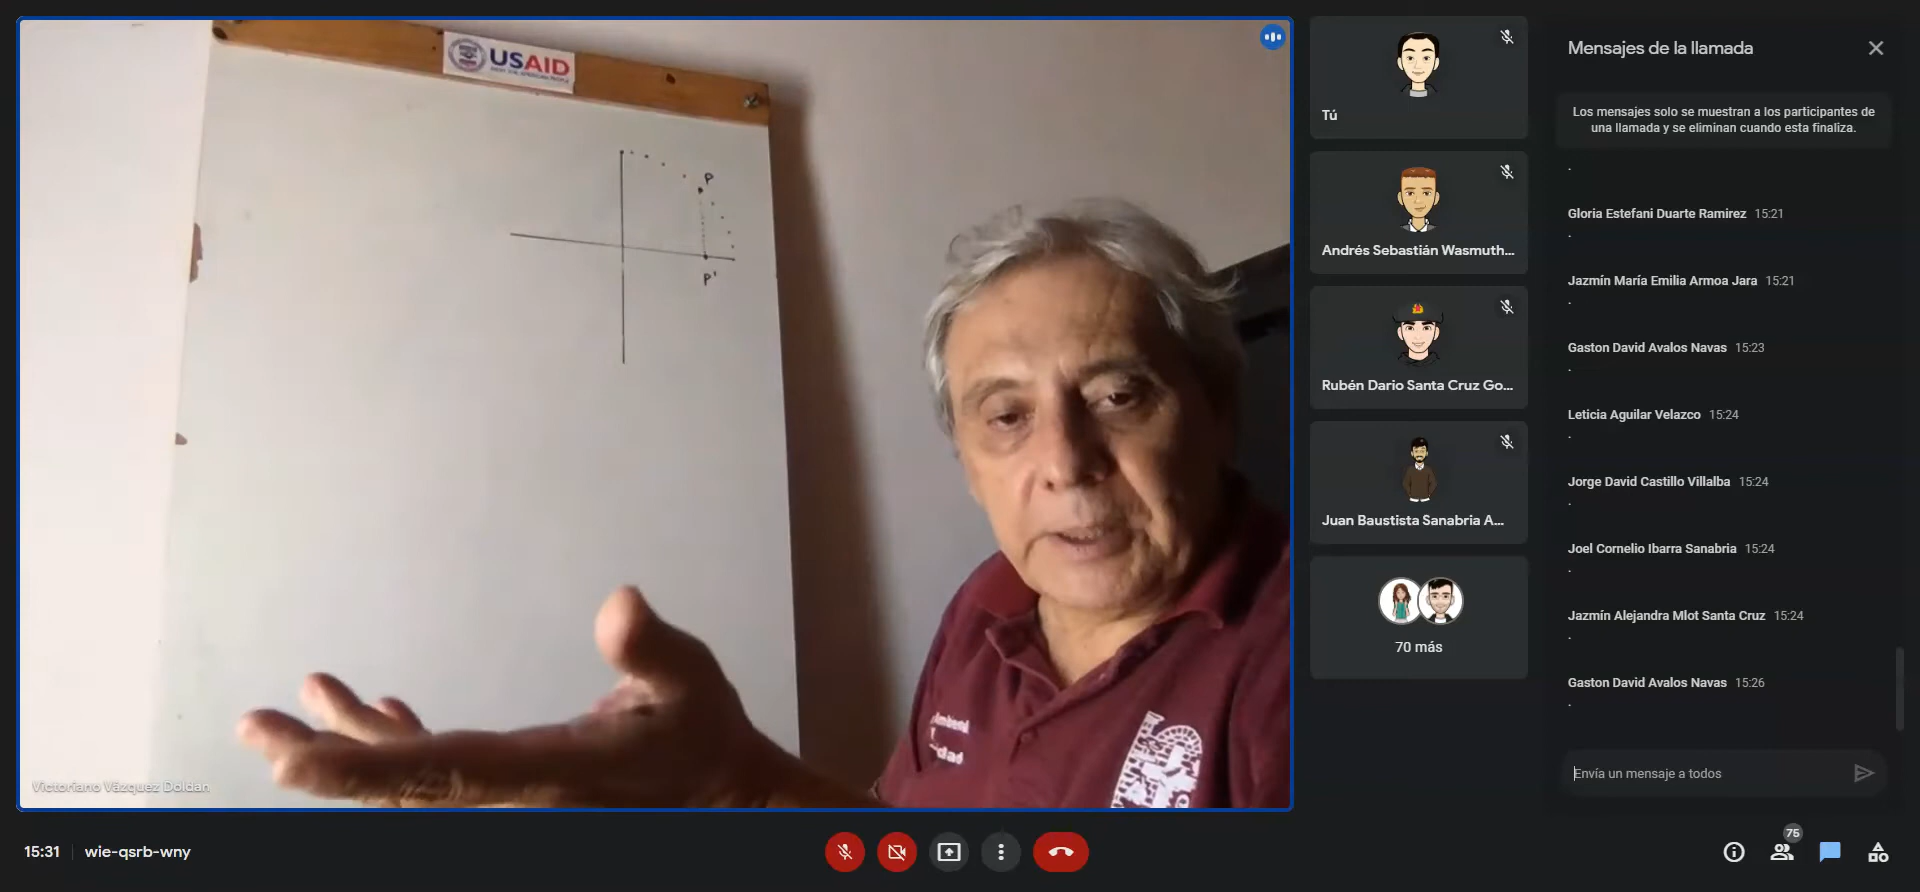 USAID
FROM THE AMERICAN PEOPLE
P
P'
Victoriano Vázquez Doldán
Tú
Andrés Sebastián Wasmuth...
Rubén Dario Santa Cruz Go...
Juan Baustista Sanabria A...
70 más
Mensajes de la llamada
Los mensajes solo se muestran a los participantes de
una llamada y se eliminan cuando esta finaliza.
.
Gloria Estefani Duarte Ramirez 15:21
.
Jazmín María Emilia Armoa Jara 15:21
.
Gaston David Avalos Navas 15:23
.
Leticia Aguilar Velazco 15:24
.
Jorge David Castillo Villalba 15:24
.
Joel Cornelio Ibarra Sanabria 15:24
.
Jazmín Alejandra Mlot Santa Cruz 15:24
.
Gaston David Avalos Navas 15:26
.
Envía un mensaje a todos
15:31 wie-qsrb-wny
75